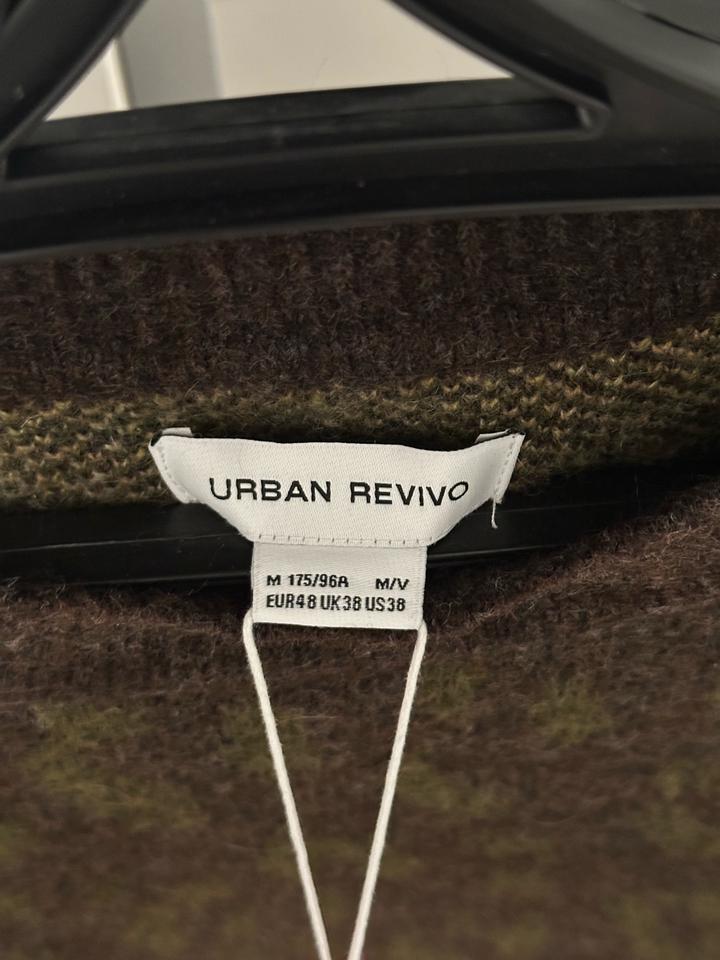 URBAN REVIVO
M 175/96A M/V
EUR48 UK38 US38